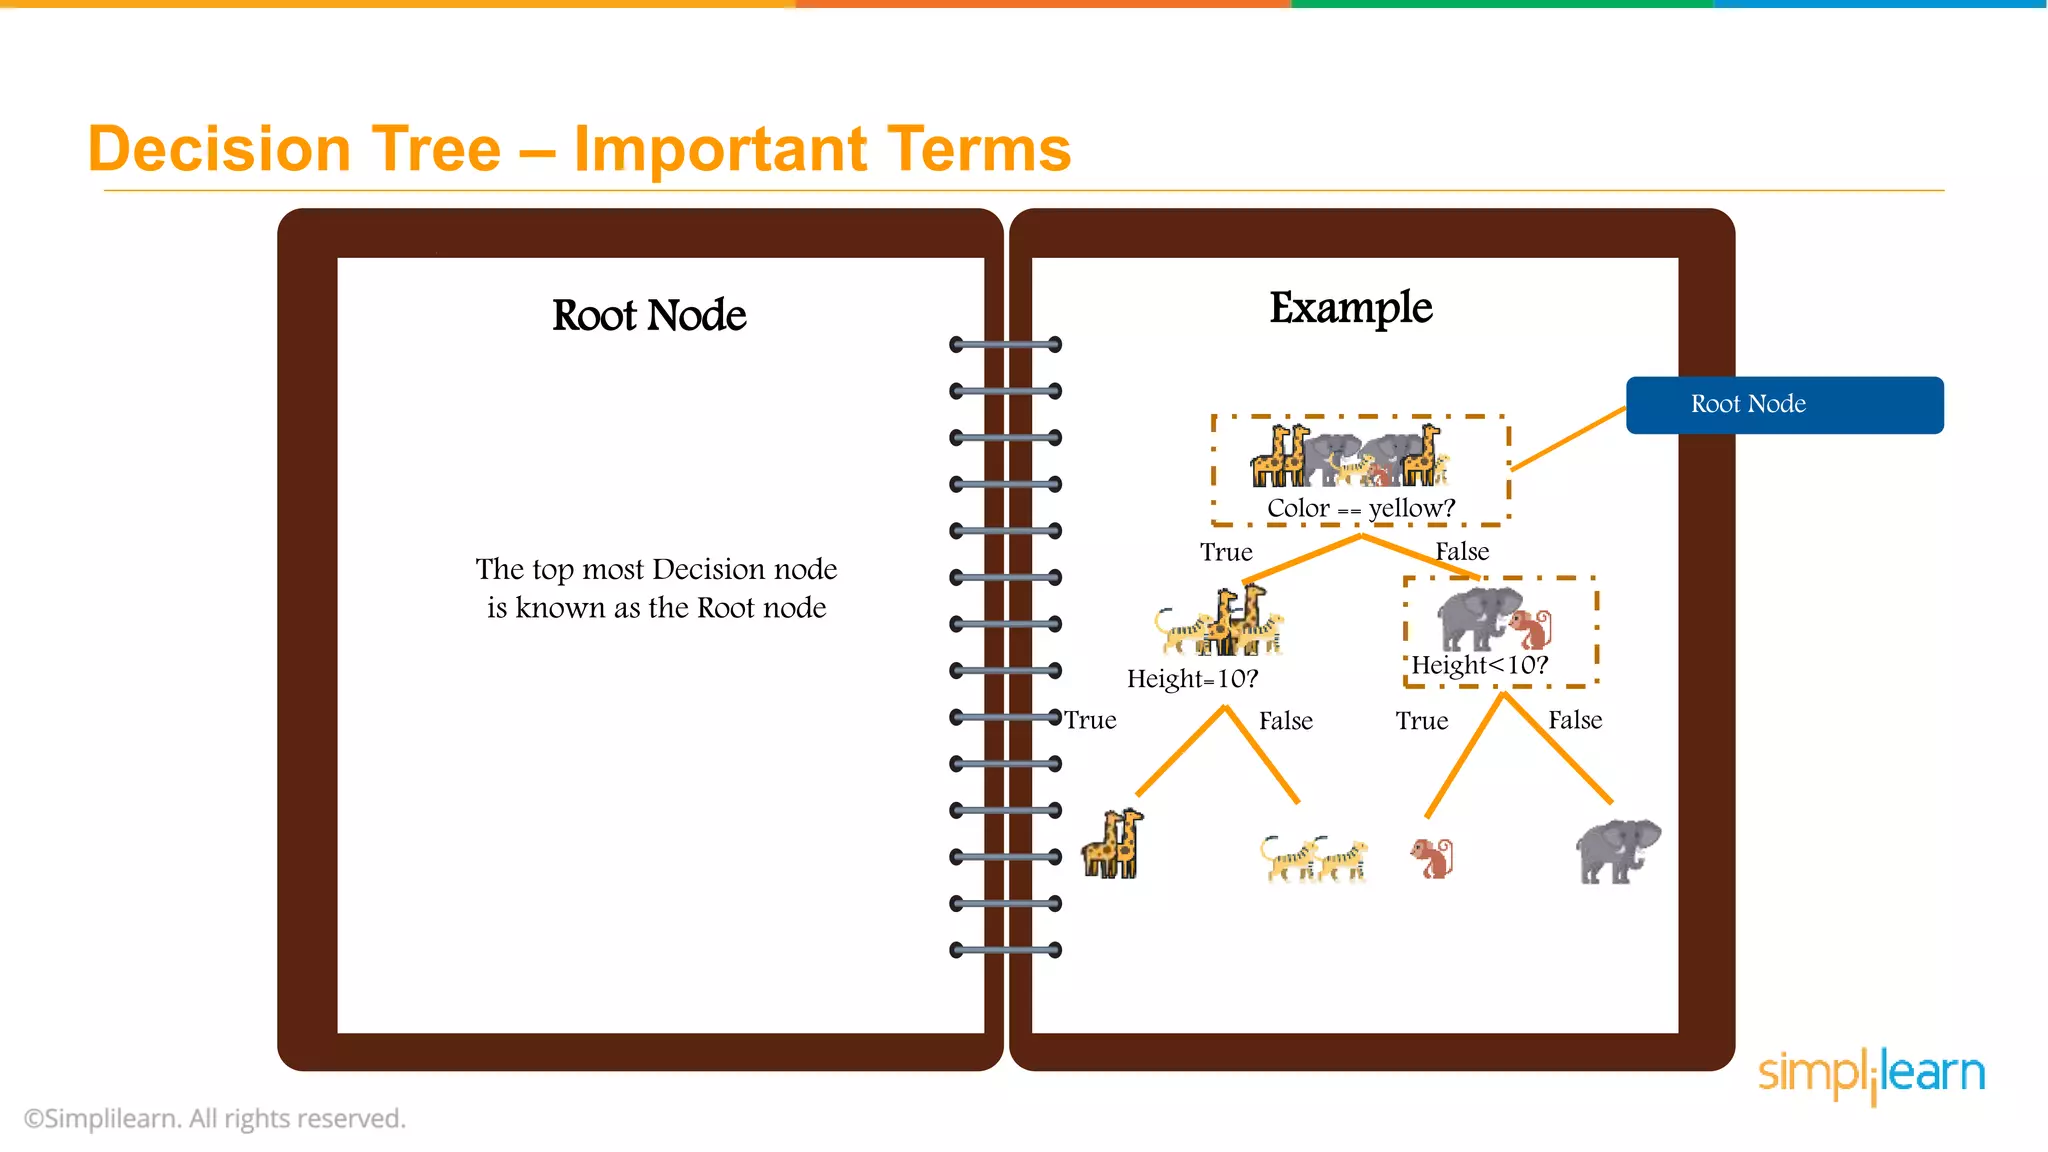 Decision Tree – Important Terms
Root Node
The top most Decision node
is known as the Root node
Example
Root Node
Color == yellow?
True
False
Height=10?
Height<10?
True
False
True
False
simplilearn
©Simplilearn. All rights reserved.